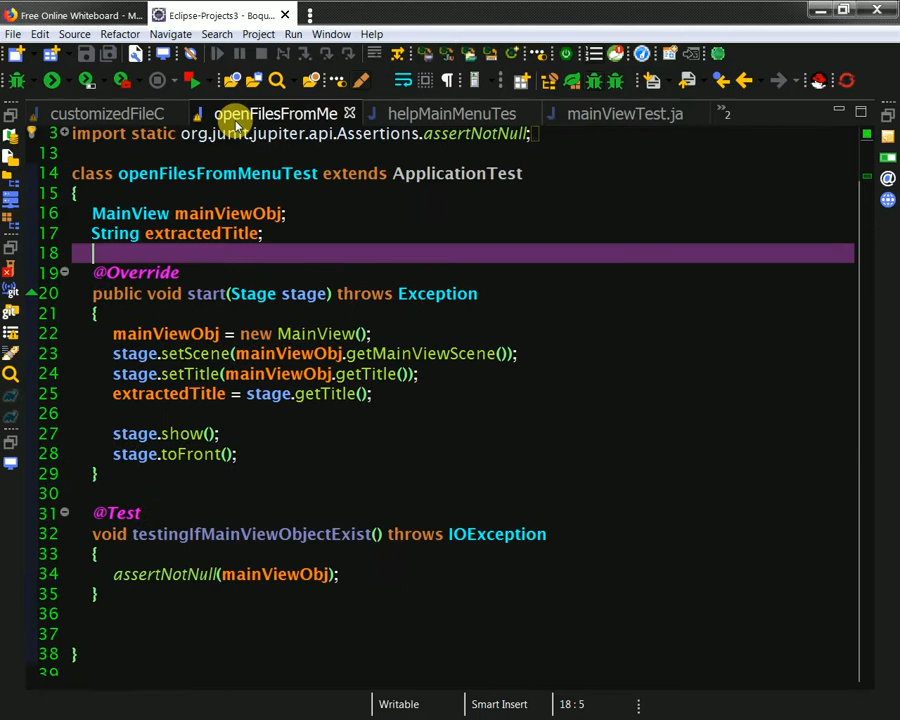 Free Online Whiteboard - M...
Eclipse-Projects3 - Boqu...
File Edit Source Refactor Navigate Search Project Run Window Help
customizedFileC openFilesFromMe helpMainMenuTes mainViewTest.ja »2
3 import static org.junit.jupiter.api.Assertions.assertNotNull;
13
14 class openFilesFromMenuTest extends ApplicationTest
15 {
16 MainView mainViewObj;
17 String extractedTitle;
18
19 @Override
20 public void start(Stage stage) throws Exception
21 {
22 mainViewObj = new MainView();
23 stage.setScene(mainViewObj.getMainViewScene());
24 stage.setTitle(mainViewObj.getTitle());
25 extractedTitle = stage.getTitle();
26
27 stage.show();
28 stage.toFront();
29 }
30
31 @Test
32 void testingIfMainViewObjectExist() throws IOException
33 {
34 assertNotNull(mainViewObj);
35 }
36
37
38 }
39
Writable Smart Insert 18 : 5